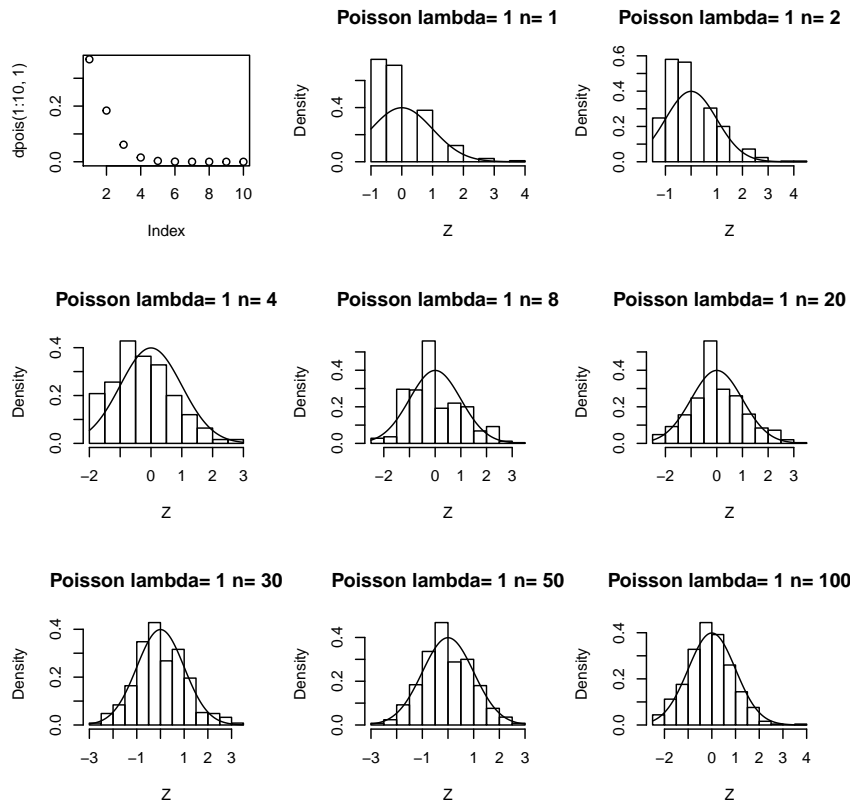 dpois(1:10, 1)
0.0 0.2
2 4 6 8 10
Index
Poisson lambda= 1 n= 1
Density
0.0 0.4
−1 0 1 2 3 4
Z
Poisson lambda= 1 n= 2
Density
0.0 0.2 0.4 0.6
−1 0 1 2 3 4
Z
Poisson lambda= 1 n= 4
Density
0.0 0.2 0.4
−2 0 1 2 3
Z
Poisson lambda= 1 n= 8
Density
0.0 0.2 0.4
−2 0 1 2 3
Z
Poisson lambda= 1 n= 20
Density
0.0 0.2 0.4
−2 0 1 2 3
Z
Poisson lambda= 1 n= 30
Density
0.0 0.2 0.4
−3 −1 1 2 3
Z
Poisson lambda= 1 n= 50
Density
0.0 0.2 0.4
−3 −1 1 2 3
Z
Poisson lambda= 1 n= 100
Density
0.0 0.2 0.4
−2 0 1 2 3 4
Z